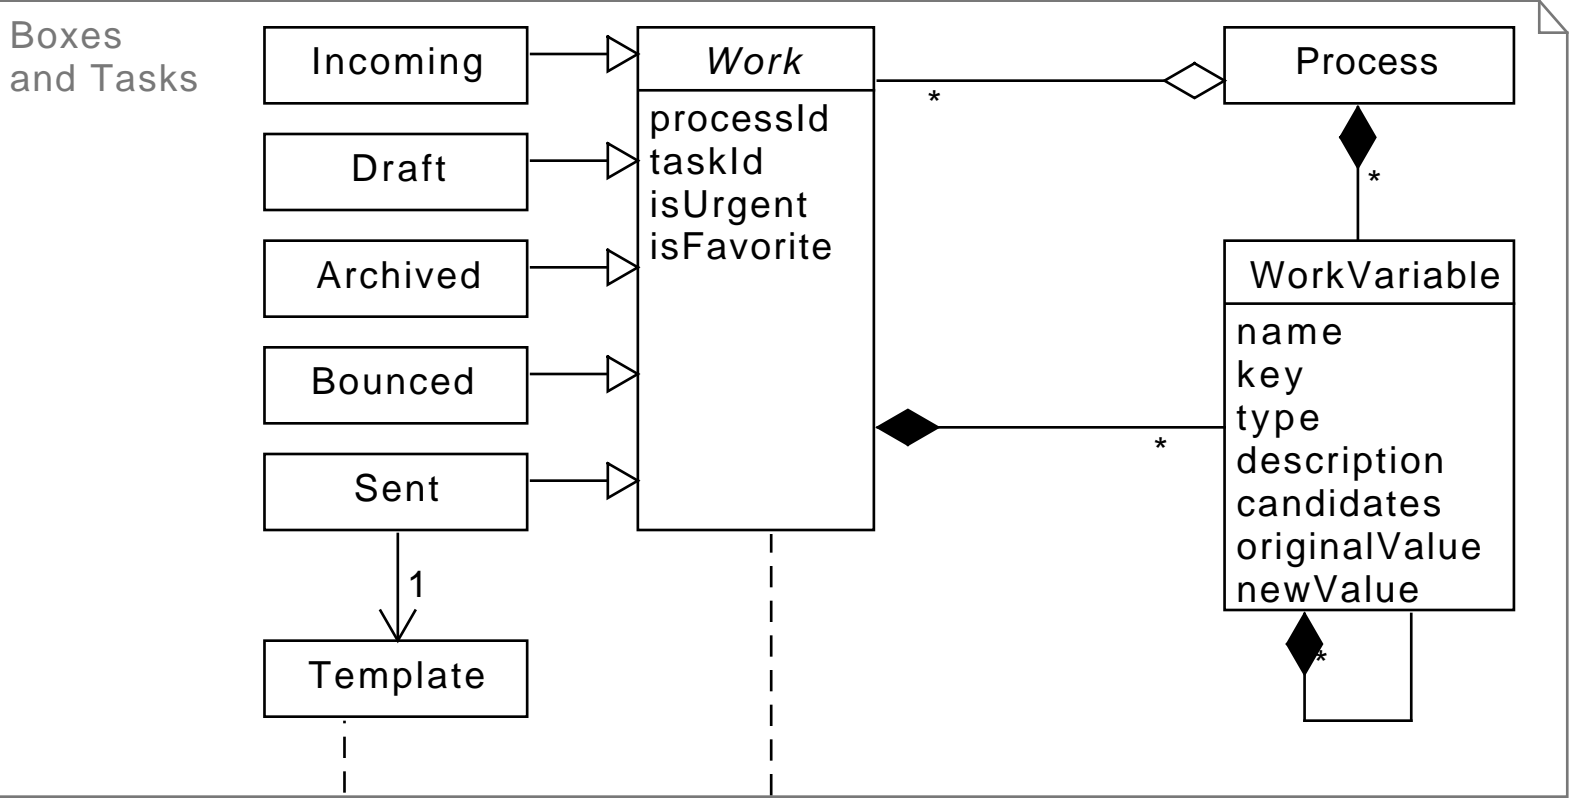 Boxes
and Tasks
Incoming
Draft
Archived
Bounced
Sent
1
Template
Work
processId
taskId
isUrgent
isFavorite
*
Process
*
WorkVariable
name
key
type
description
candidates
originalValue
newValue
*
*